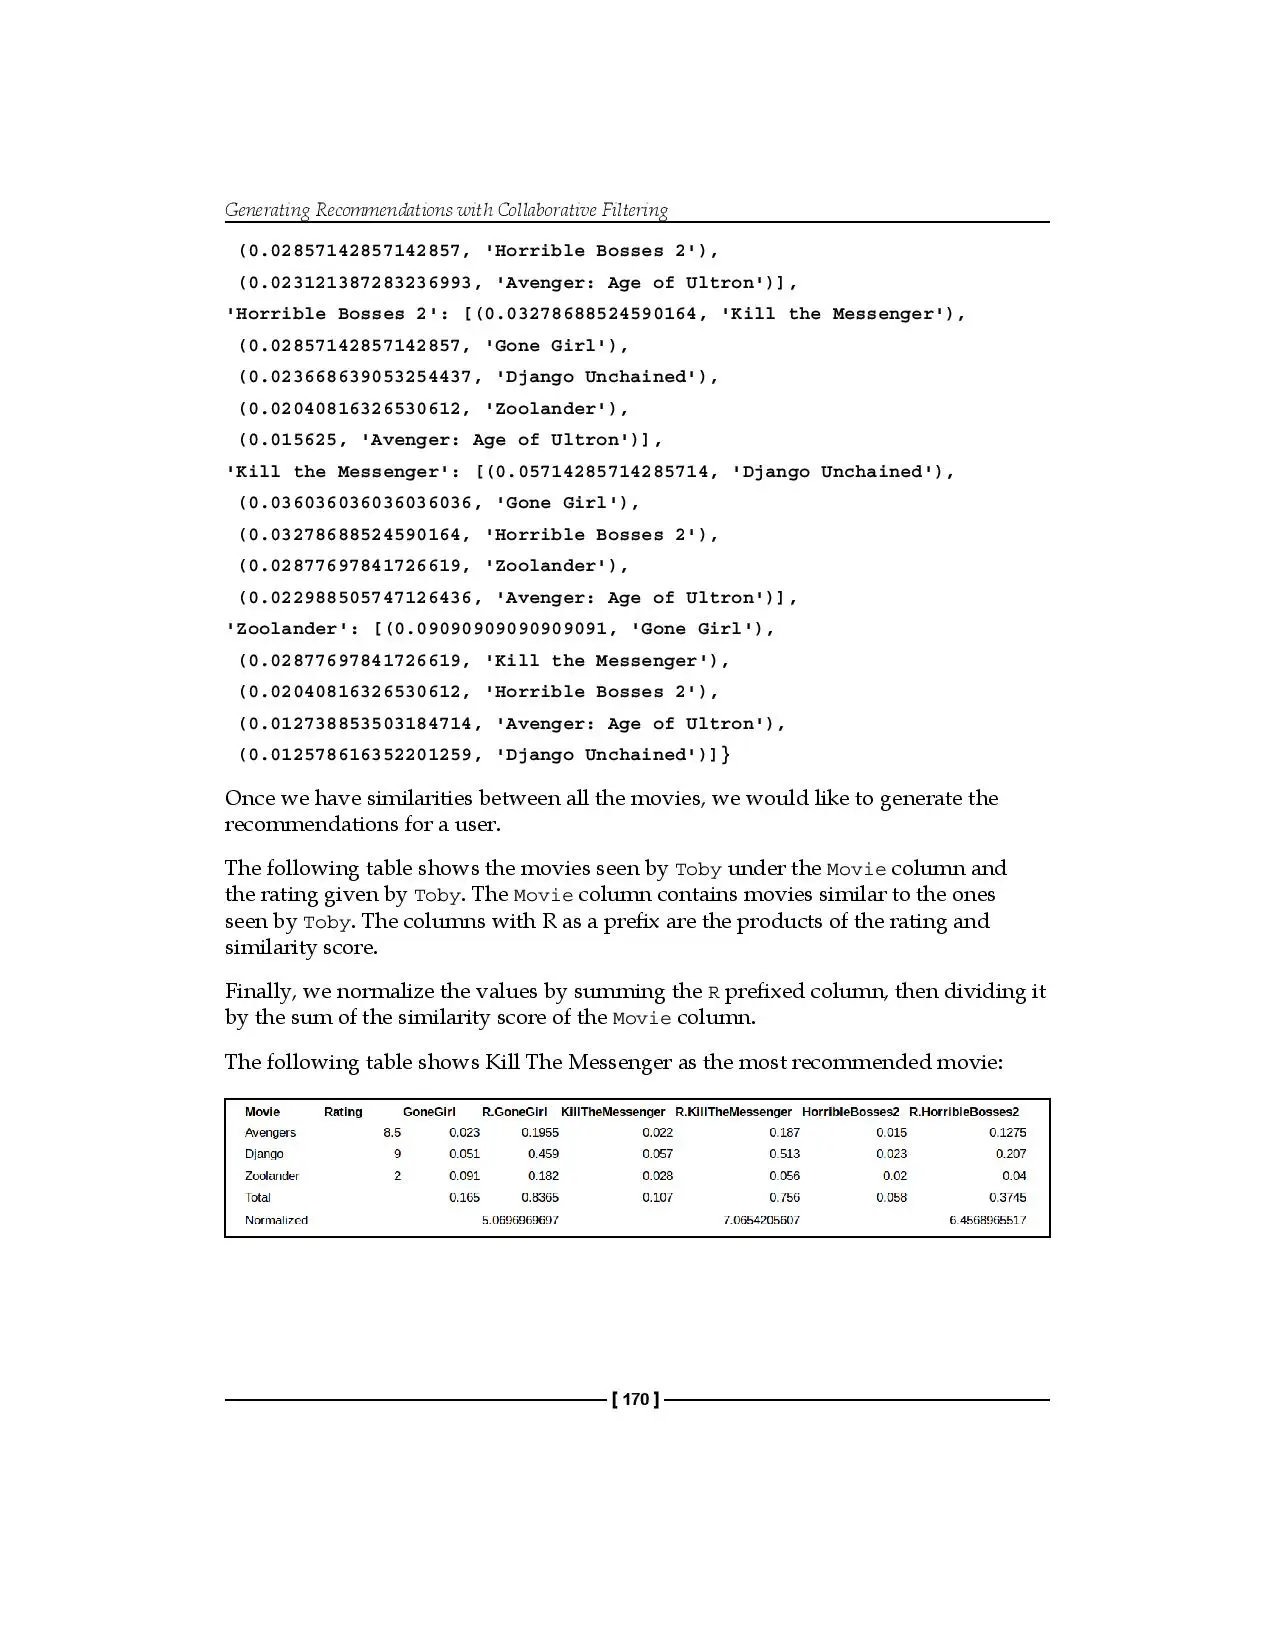 Generating Recommendations with Collaborative Filtering
(0.02857142857142857, 'Horrible Bosses 2'),
(0.023121387283236993, 'Avenger: Age of Ultron')],
'Horrible Bosses 2': [(0.03278688524590164, 'Kill the Messenger'),
(0.02857142857142857, 'Gone Girl'),
(0.023668639053254437, 'Django Unchained'),
(0.02040816326530612, 'Zoolander'),
(0.015625, 'Avenger: Age of Ultron')],
'Kill the Messenger': [(0.05714285714285714, 'Django Unchained'),
(0.036036036036036036, 'Gone Girl'),
(0.03278688524590164, 'Horrible Bosses 2'),
(0.02877697841726619, 'Zoolander'),
(0.022988505747126436, 'Avenger: Age of Ultron')],
'Zoolander': [(0.09090909090909091, 'Gone Girl'),
(0.02877697841726619, 'Kill the Messenger'),
(0.02040816326530612, 'Horrible Bosses 2'),
(0.012738853503184714, 'Avenger: Age of Ultron'),
(0.012578616352201259, 'Django Unchained')]}
Once we have similarities between all the movies, we would like to generate the
recommendations for a user.
The following table shows the movies seen by Toby under the Movie column and
the rating given by Toby. The Movie column contains movies similar to the ones
seen by Toby. The columns with R as a prefix are the products of the rating and
similarity score.
Finally, we normalize the values by summing the R prefixed column, then dividing it
by the sum of the similarity score of the Movie column.
The following table shows Kill The Messenger as the most recommended movie:
Movie Rating GoneGirl R.GoneGirl KillTheMessenger R.KillTheMessenger HorribleBosses2 R.HorribleBosses2
Avengers 8.5 0.023 0.1955 0.022 0.187 0.015 0.1275
Django 9 0.051 0.459 0.057 0.513 0.023 0.207
Zoolander 2 0.091 0.182 0.028 0.056 0.02 0.04
Total 0.165 0.8365 0.107 0.756 0.058 0.3745
Normalized 5.0696969697 7.0654205607 6.4568965517
[ 170 ]